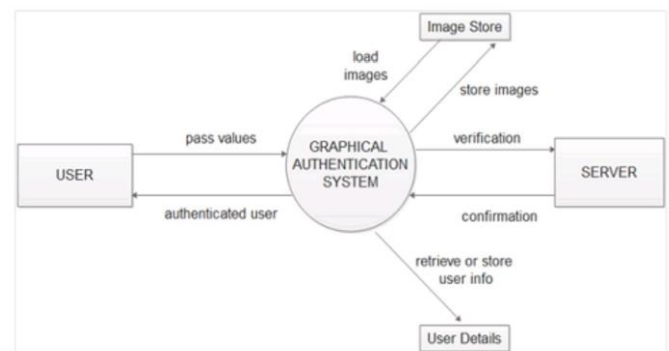 Image Store
load
images
store images
pass values
verification
GRAPHICAL
AUTHENTICATION
SYSTEM
USER
SERVER
authenticated user
confirmation
retrieve or store
user info
User Details